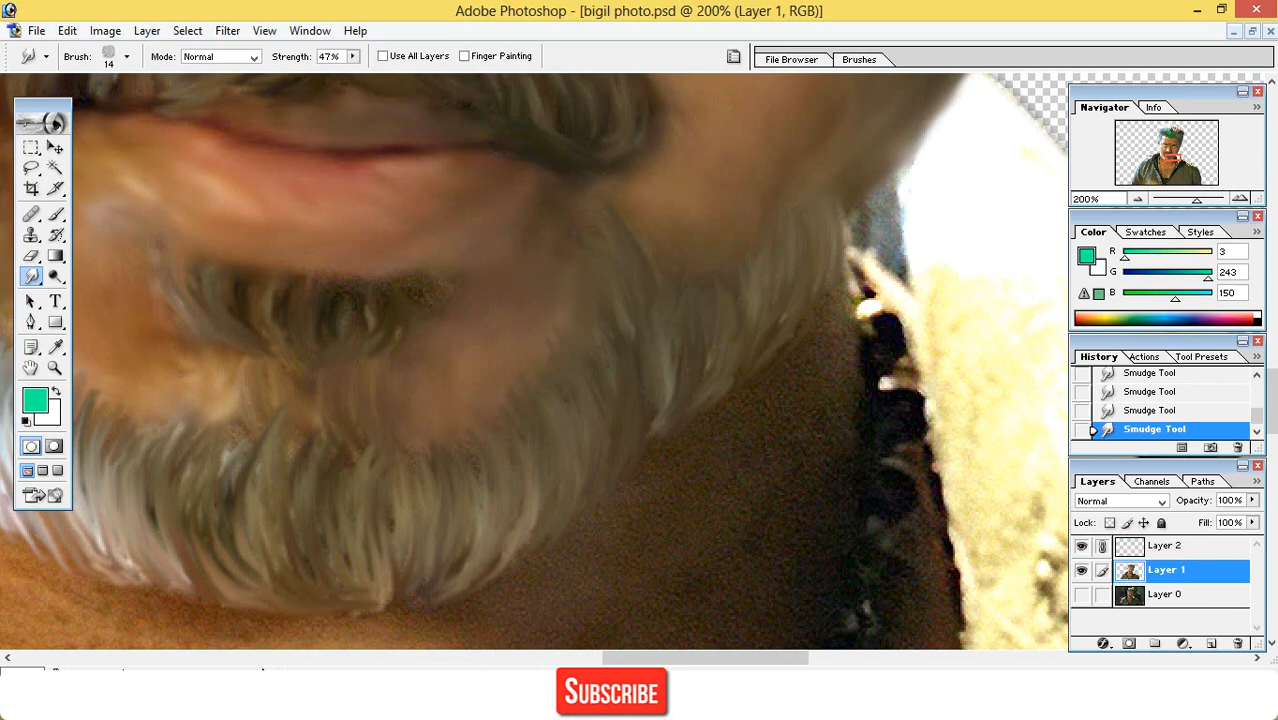 Adobe Photoshop - [bigil photo.psd @ 200% (Layer 1, RGB)]
File Edit Image Layer Select Filter View Window Help
Brush: 14 Mode: Normal Strength: 47% Use All Layers Finger Painting File Browser Brushes
Navigator Info
200%
Color Swatches Styles
R 3
G 243
B 150
History Actions Tool Presets
Smudge Tool
Smudge Tool
Smudge Tool
Smudge Tool
Layers Channels Paths
Normal Opacity: 100%
Lock: Fill: 100%
Layer 2
Layer 1
Layer 0
SUBSCRIBE